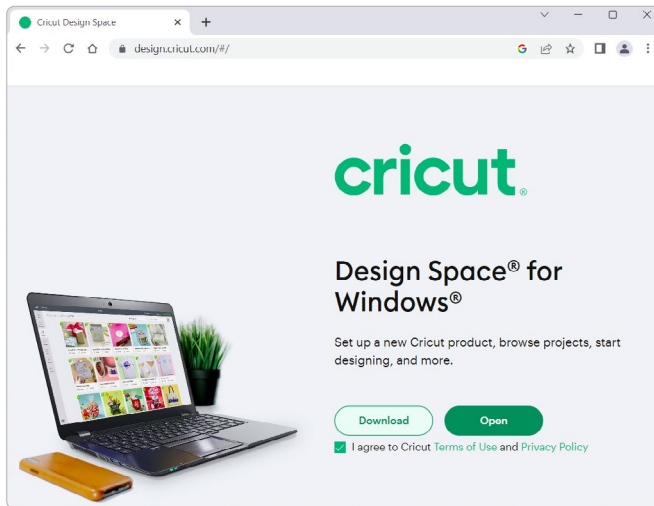 Cricut Design Space
design.cricut.com/#/
cricut®
Design Space® for
Windows®
Set up a new Cricut product, browse projects, start
designing, and more.
Download
Open
I agree to Cricut Terms of Use and Privacy Policy